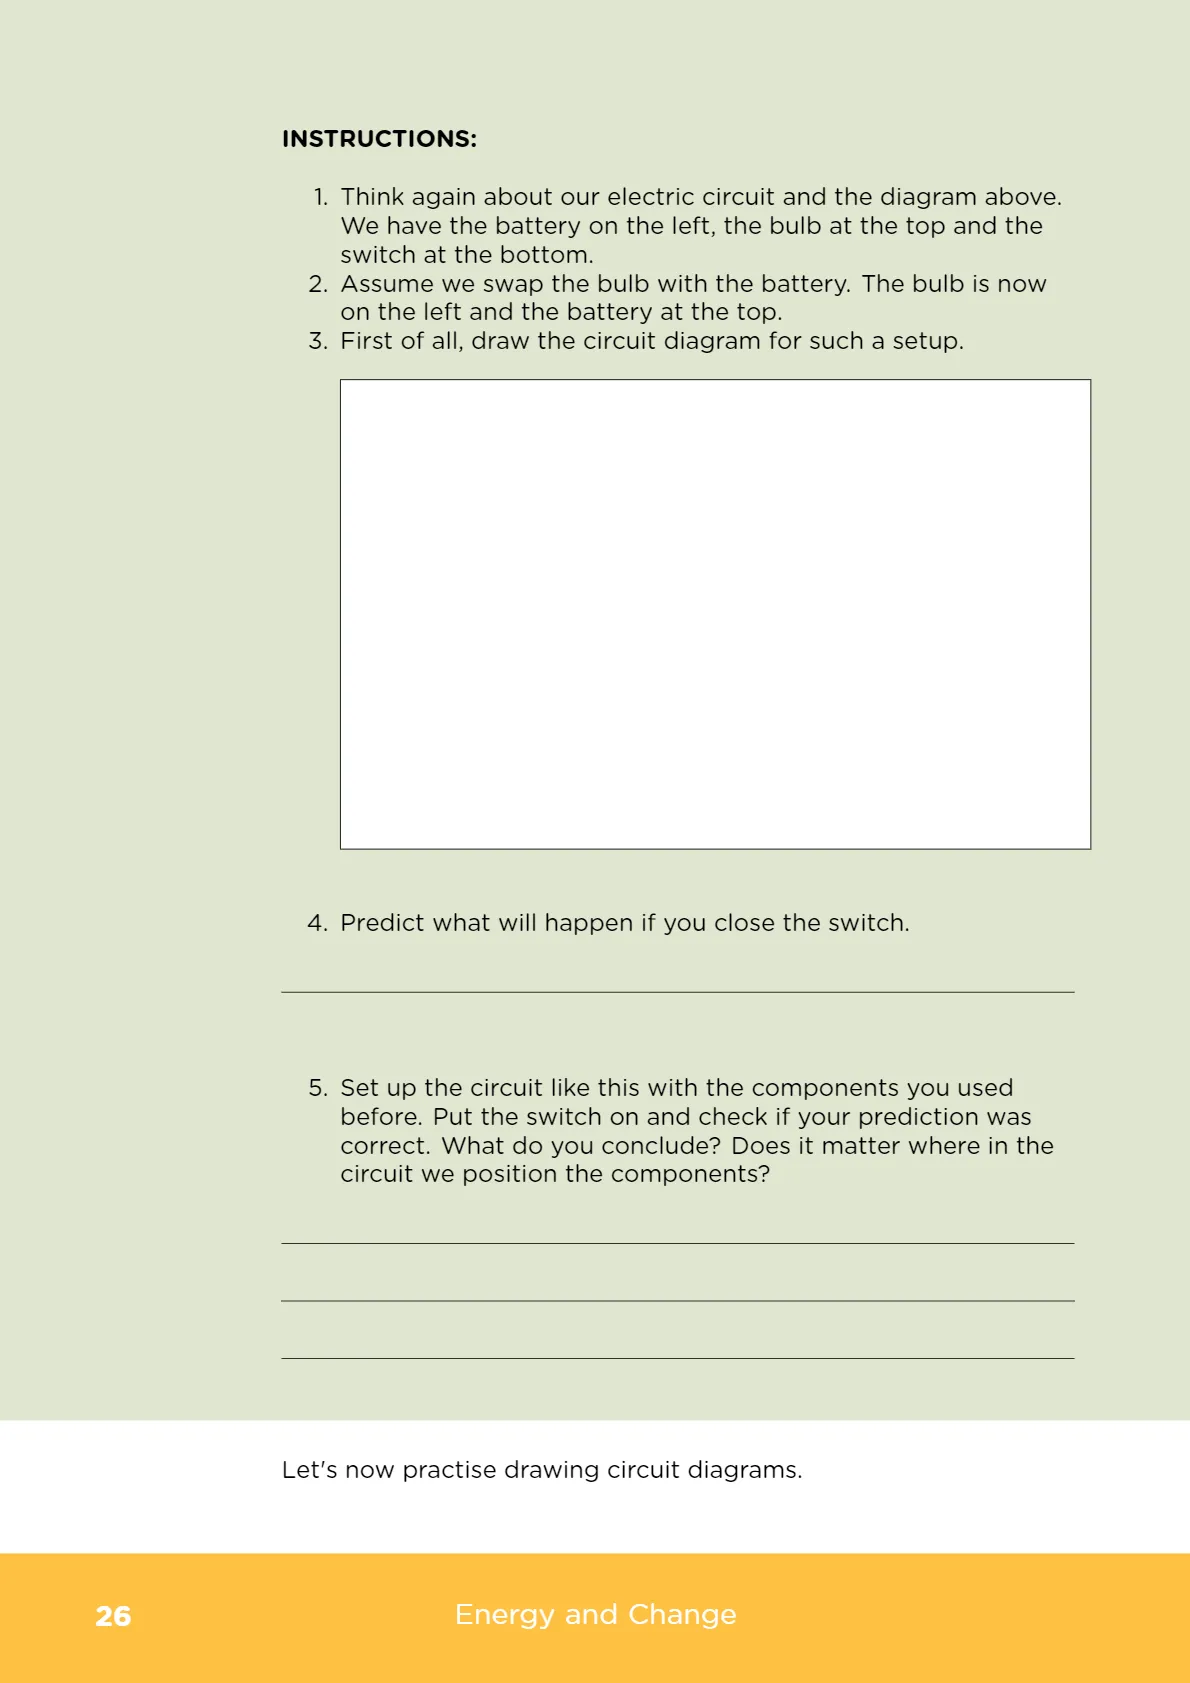 INSTRUCTIONS:
1. Think again about our electric circuit and the diagram above.
We have the battery on the left, the bulb at the top and the
switch at the bottom.
2. Assume we swap the bulb with the battery. The bulb is now
on the left and the battery at the top.
3. First of all, draw the circuit diagram for such a setup.
4. Predict what will happen if you close the switch.
5. Set up the circuit like this with the components you used
before. Put the switch on and check if your prediction was
correct. What do you conclude? Does it matter where in the
circuit we position the components?
Let's now practise drawing circuit diagrams.
26 Energy and Change